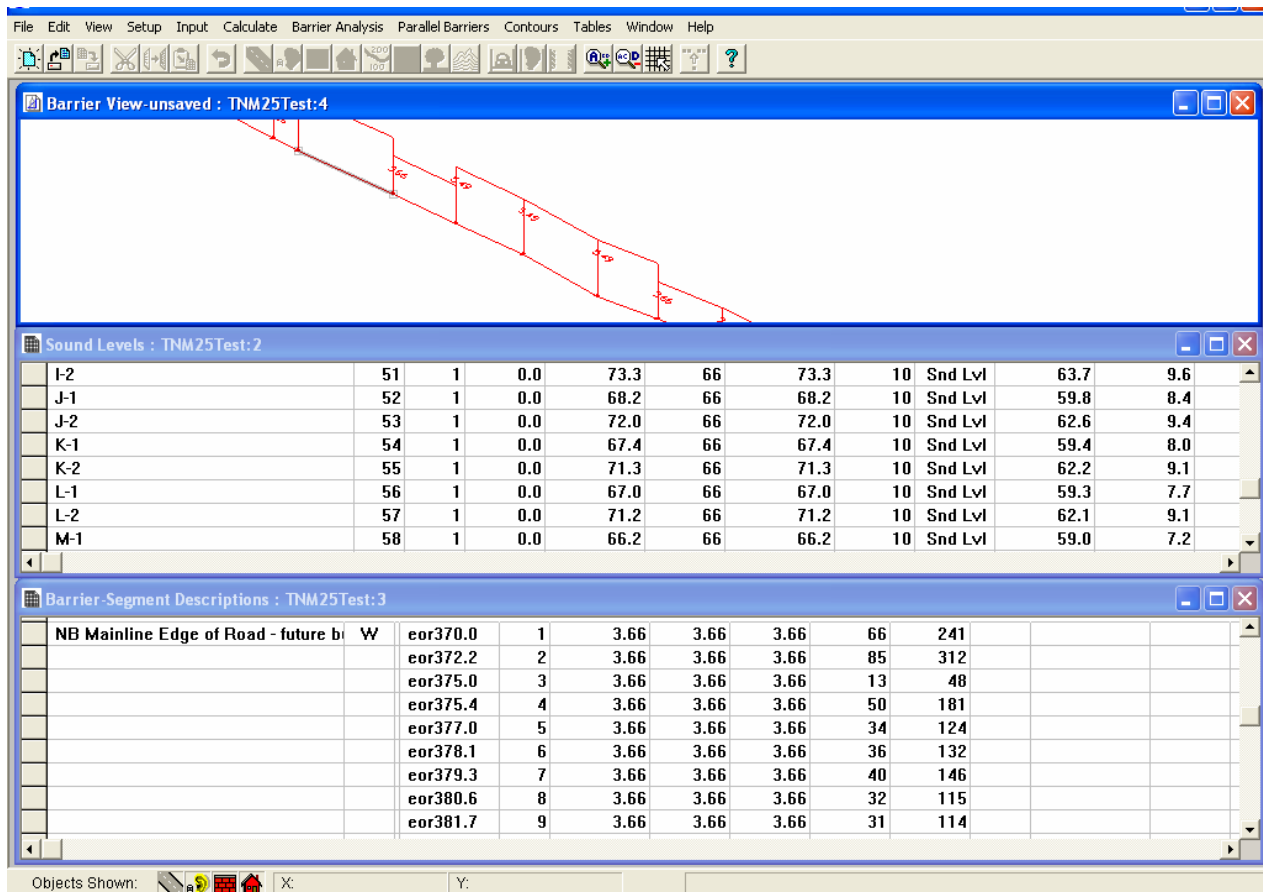 File Edit View Setup Input Calculate Barrier Analysis Parallel Barriers Contours Tables Window Help
Barrier View-unsaved : TNM25Test:4
3.66
5.49
5.49
5.49
3.66
Sound Levels : TNM25Test:2
I-2 51 1 0.0 73.3 66 73.3 10 Snd Lvl 63.7 9.6
J-1 52 1 0.0 68.2 66 68.2 10 Snd Lvl 59.8 8.4
J-2 53 1 0.0 72.0 66 72.0 10 Snd Lvl 62.6 9.4
K-1 54 1 0.0 67.4 66 67.4 10 Snd Lvl 59.4 8.0
K-2 55 1 0.0 71.3 66 71.3 10 Snd Lvl 62.2 9.1
L-1 56 1 0.0 67.0 66 67.0 10 Snd Lvl 59.3 7.7
L-2 57 1 0.0 71.2 66 71.2 10 Snd Lvl 62.1 9.1
M-1 58 1 0.0 66.2 66 66.2 10 Snd Lvl 59.0 7.2
Barrier-Segment Descriptions : TNM25Test:3
NB Mainline Edge of Road - future b W eor370.0 1 3.66 3.66 3.66 66 241
eor372.2 2 3.66 3.66 3.66 85 312
eor375.0 3 3.66 3.66 3.66 13 48
eor375.4 4 3.66 3.66 3.66 50 181
eor377.0 5 3.66 3.66 3.66 34 124
eor378.1 6 3.66 3.66 3.66 36 132
eor379.3 7 3.66 3.66 3.66 40 146
eor380.6 8 3.66 3.66 3.66 32 115
eor381.7 9 3.66 3.66 3.66 31 114
Objects Shown: X: Y: